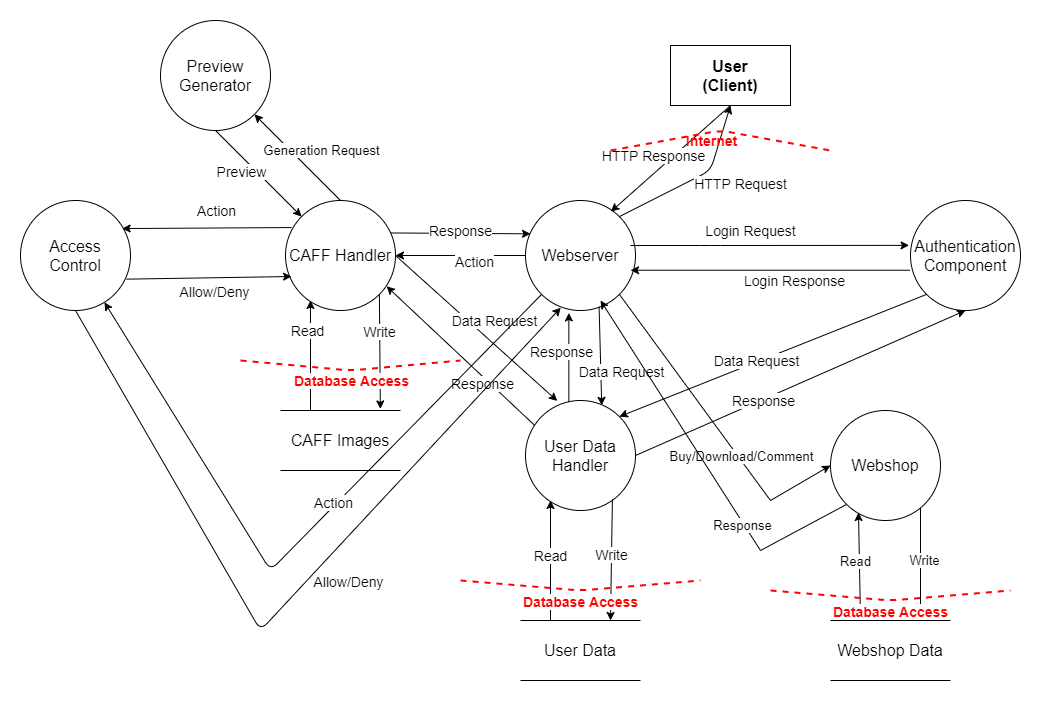 Preview
Generator
User
(Client)
Internet
HTTP Response
Generation Request
Preview
HTTP Request
Action
Response
Login Request
Access
Control
CAFF Handler
Webserver
Authentication
Component
Action
Login Response
Allow/Deny
Read
Write
Data Request
Response
Data Request
Data Request
Database Access
Response
Response
CAFF Images
User Data
Handler
Buy/Download/Comment
Webshop
Action
Response
Read
Write
Read
Write
Allow/Deny
Database Access
Database Access
User Data
Webshop Data